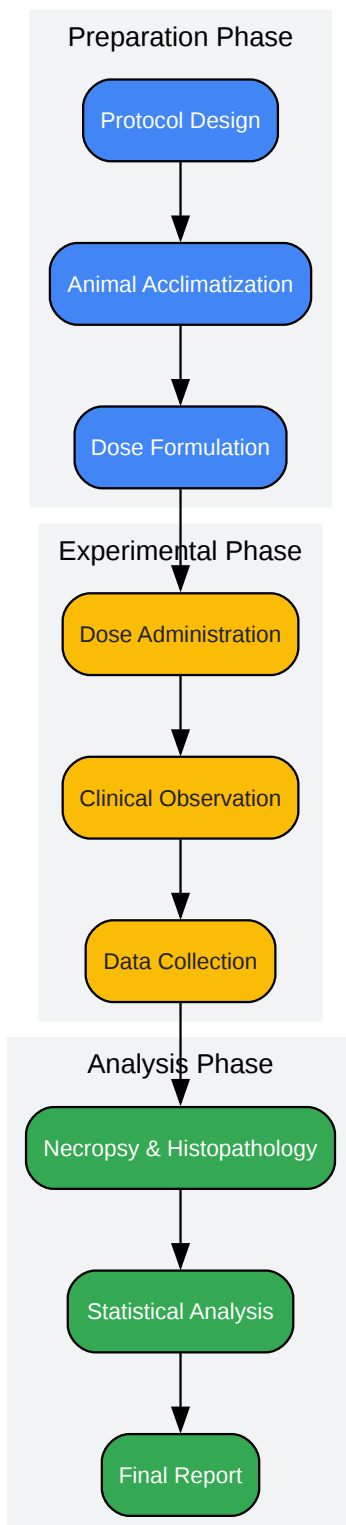 Preparation Phase
Protocol Design
Animal Acclimatization
Dose Formulation
Experimental Phase
Dose Administration
Clinical Observation
Data Collection
Analysis Phase
Necropsy & Histopathology
Statistical Analysis
Final Report